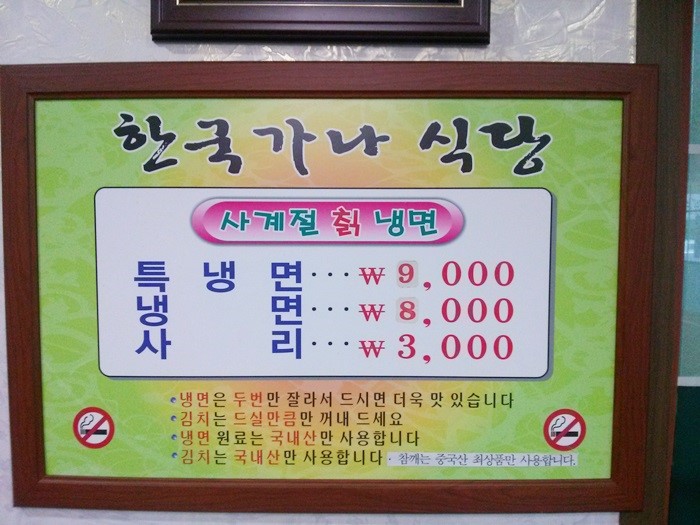 한국가나 식당
사계절 칡 냉면
특 냉 면 ··· ₩ 9,000
냉 면 ··· ₩ 8,000
사 리 ··· ₩ 3,000
•냉면은 두번만 잘라서 드시면 더욱 맛 있습니다
•김치는 드실만큼만 꺼내 드세요
•냉면 원료는 국내산만 사용합니다
•김치는 국내산만 사용합니다 · 참깨는 중국산 최상품만 사용합니다.